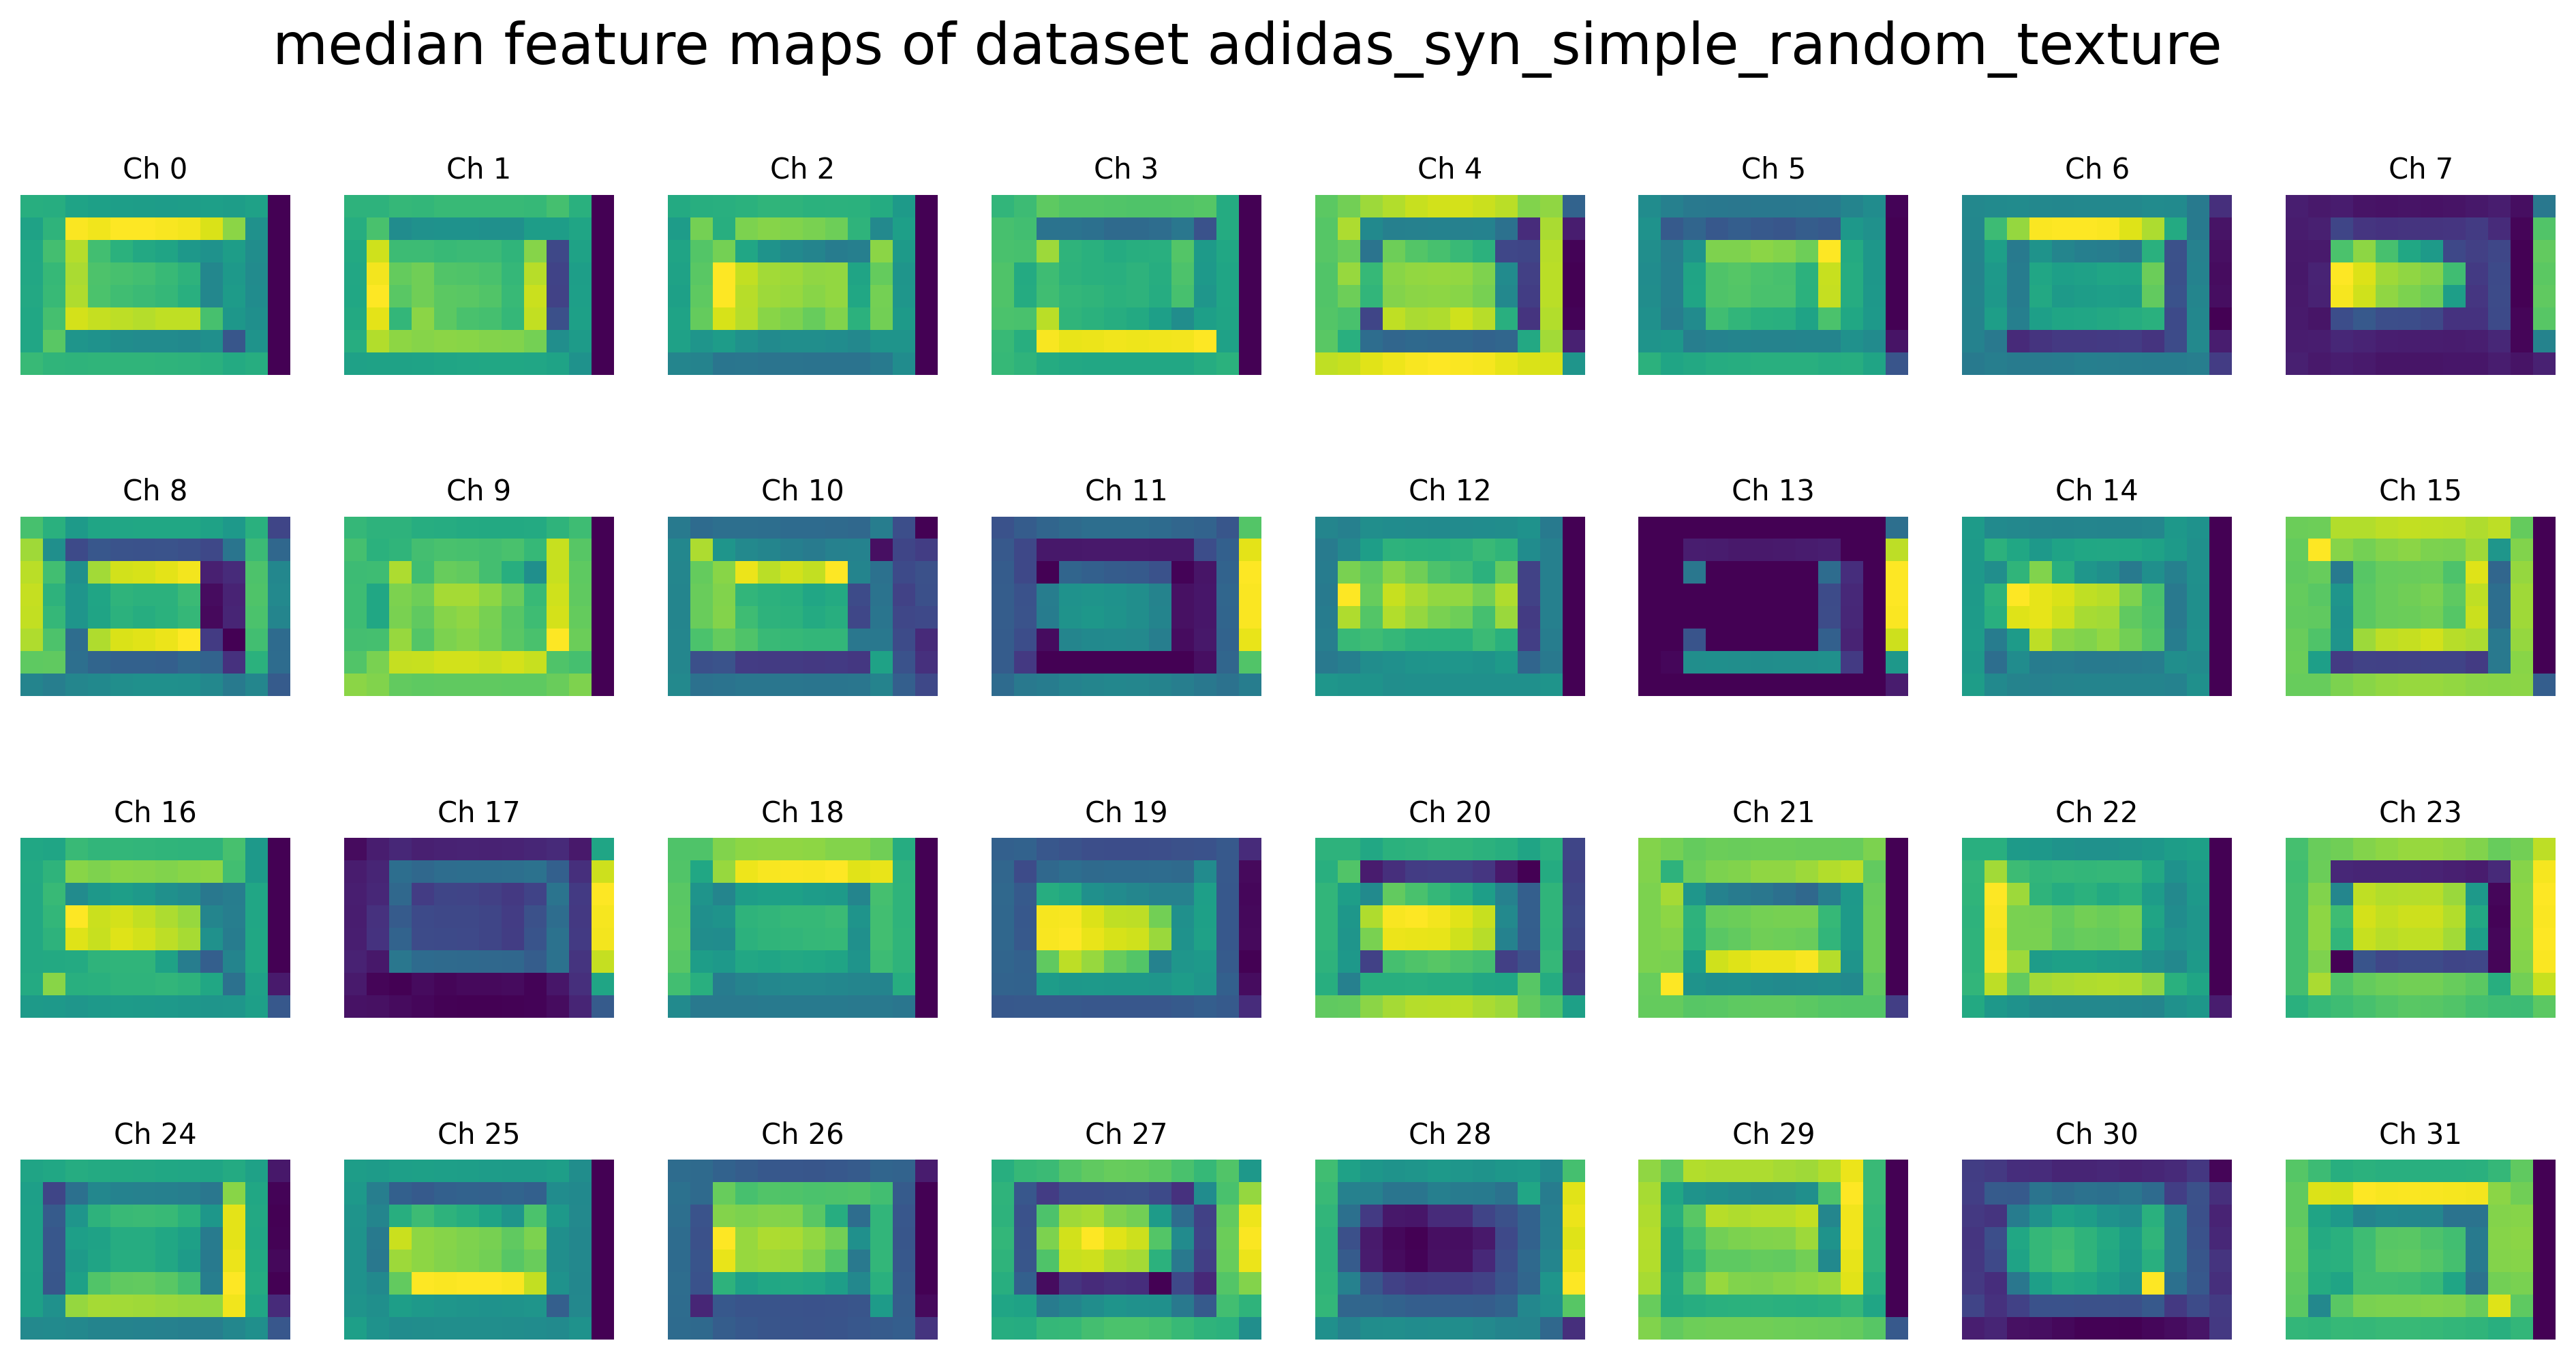 median feature maps of dataset adidas_syn_simple_random_texture
Ch 0 Ch 1 Ch 2 Ch 3 Ch 4 Ch 5 Ch 6 Ch 7
Ch 8 Ch 9 Ch 10 Ch 11 Ch 12 Ch 13 Ch 14 Ch 15
Ch 16 Ch 17 Ch 18 Ch 19 Ch 20 Ch 21 Ch 22 Ch 23
Ch 24 Ch 25 Ch 26 Ch 27 Ch 28 Ch 29 Ch 30 Ch 31